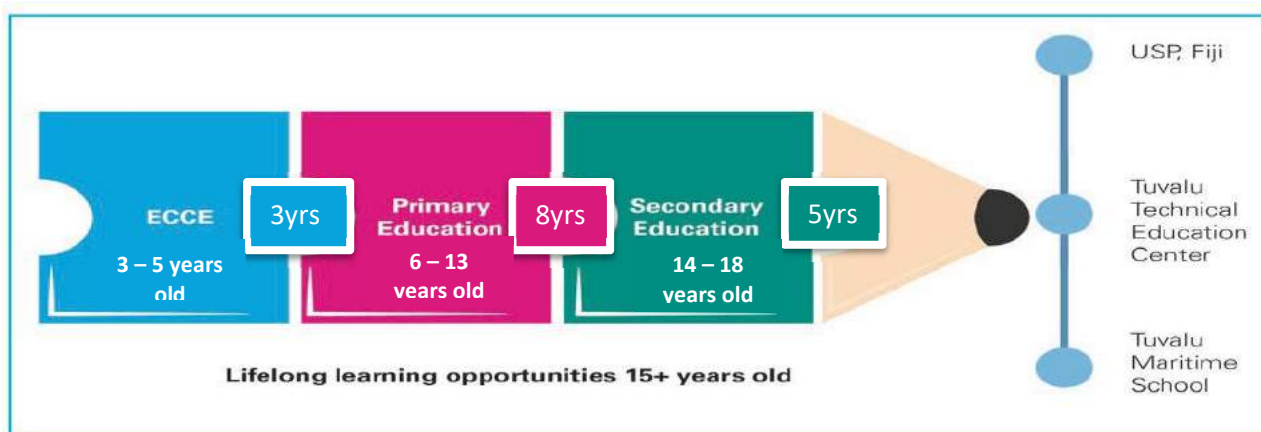 ECCE
3 – 5 years
old
3yrs
Primary
Education
6 – 13
years old
8yrs
Secondary
Education
14 – 18
years old
5yrs
USP, Fiji
Tuvalu
Technical
Education
Center
Tuvalu
Maritime
School
Lifelong learning opportunities 15+ years old